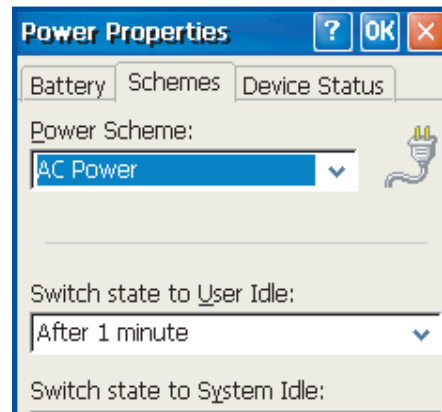 Power Properties ? OK ×
Battery Schemes Device Status
Power Scheme:
AC Power
Switch state to User Idle:
After 1 minute
Switch state to System Idle: